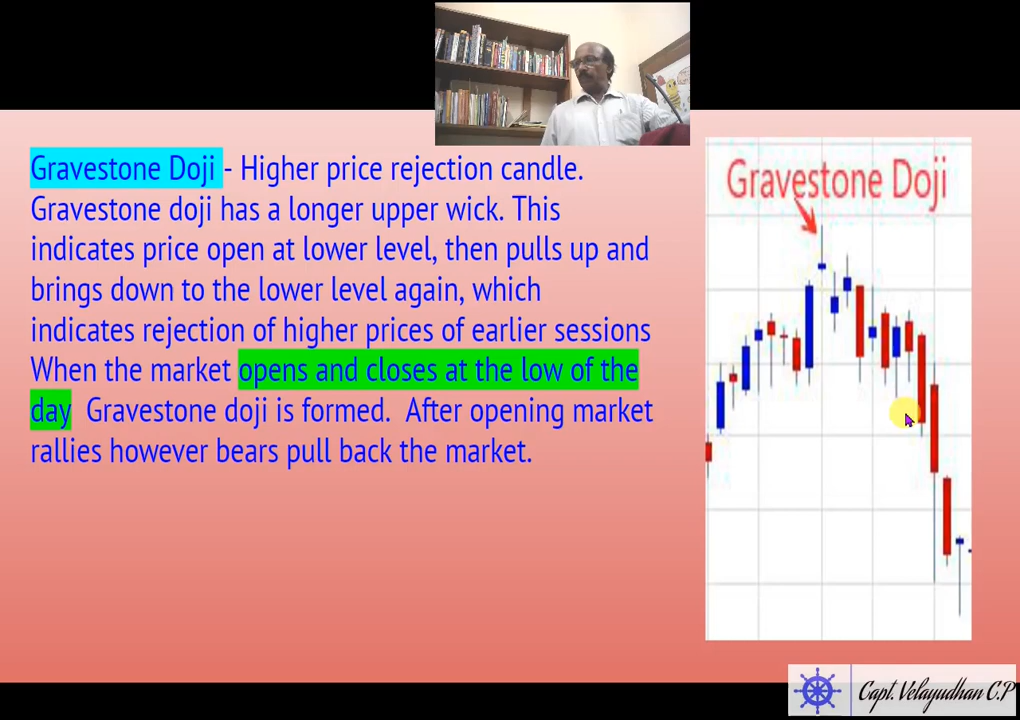 Gravestone Doji - Higher price rejection candle.
Gravestone doji has a longer upper wick. This
indicates price open at lower level, then pulls up and
brings down to the lower level again, which
indicates rejection of higher prices of earlier sessions
When the market opens and closes at the low of the
day Gravestone doji is formed. After opening market
rallies however bears pull back the market.
Gravestone Doji
Capt. Velayudhan C.P